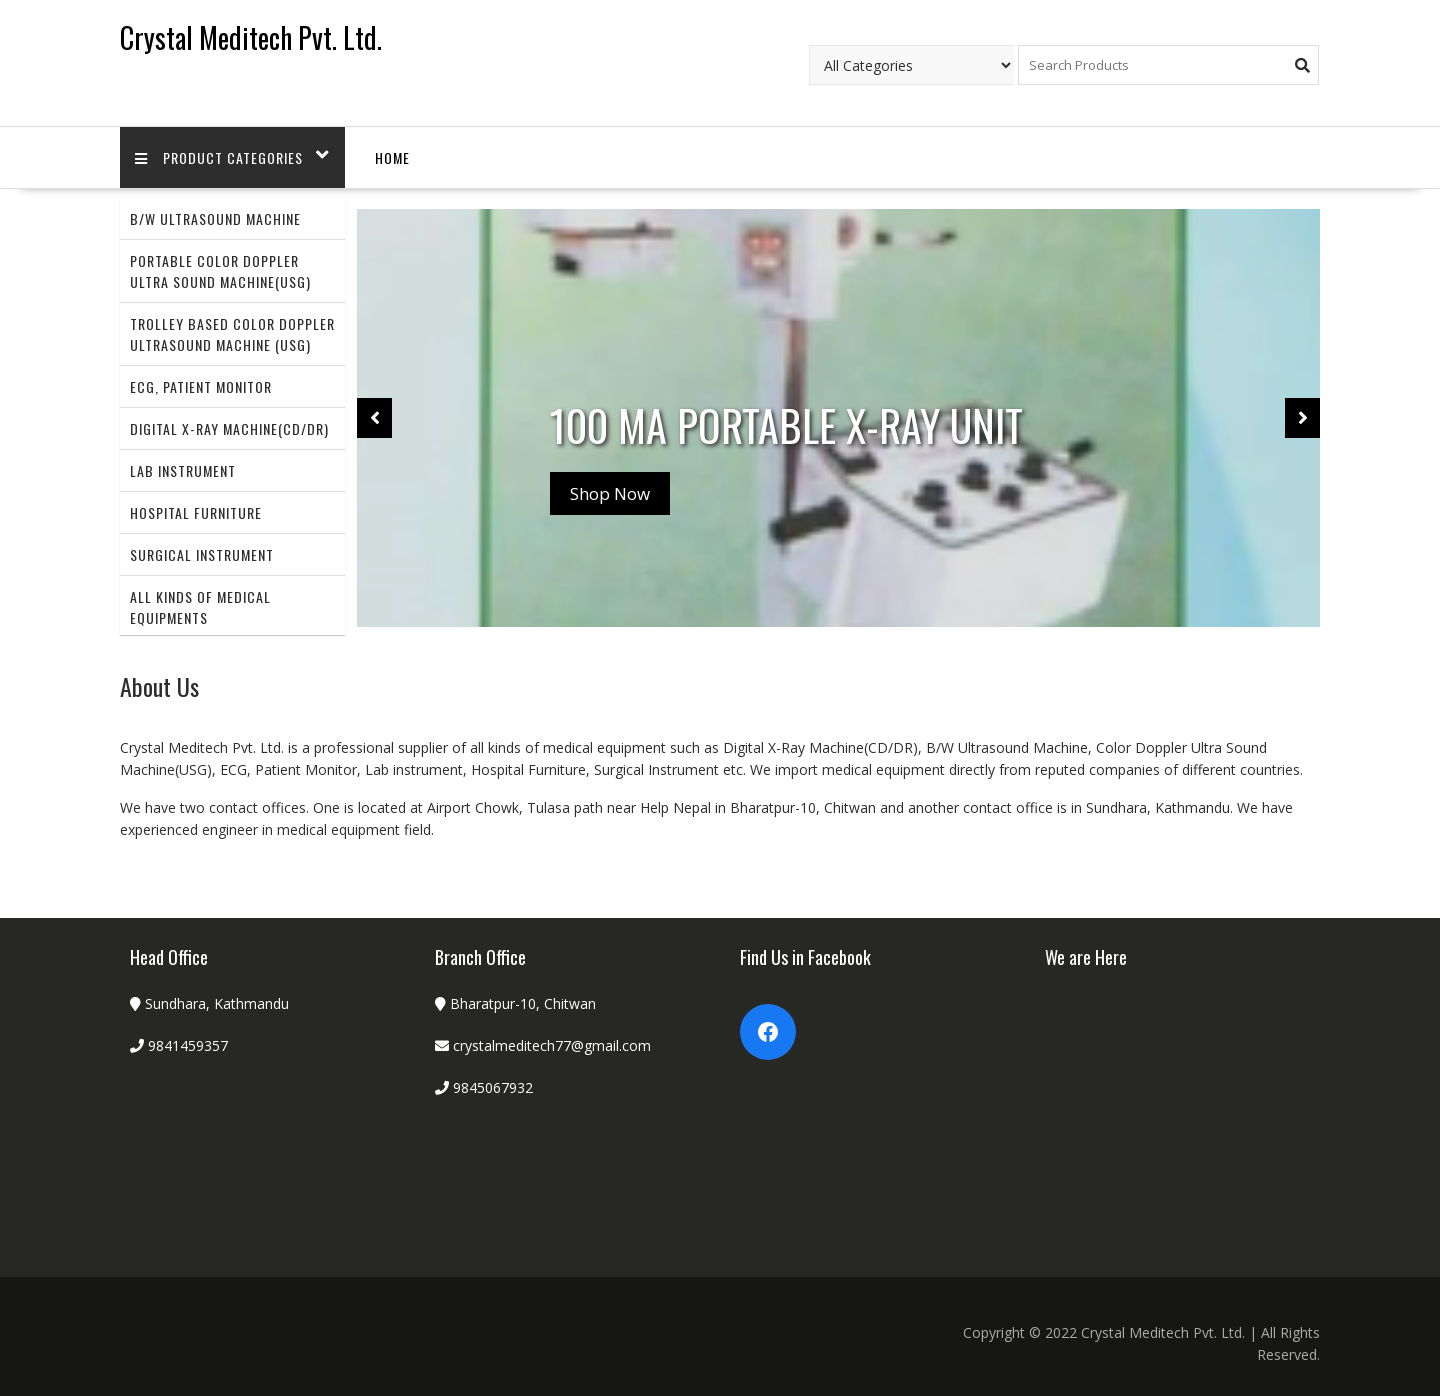 Crystal Meditech Pvt. Ltd.
All Categories
Search Products
PRODUCT CATEGORIES
HOME
B/W ULTRASOUND MACHINE
PORTABLE COLOR DOPPLER
ULTRA SOUND MACHINE(USG)
TROLLEY BASED COLOR DOPPLER
ULTRASOUND MACHINE (USG)
ECG, PATIENT MONITOR
DIGITAL X-RAY MACHINE(CD/DR)
LAB INSTRUMENT
HOSPITAL FURNITURE
SURGICAL INSTRUMENT
ALL KINDS OF MEDICAL
EQUIPMENTS
100 MA PORTABLE X-RAY UNIT
Shop Now
About Us
Crystal Meditech Pvt. Ltd. is a professional supplier of all kinds of medical equipment such as Digital X-Ray Machine(CD/DR), B/W Ultrasound Machine, Color Doppler Ultra Sound
Machine(USG), ECG, Patient Monitor, Lab instrument, Hospital Furniture, Surgical Instrument etc. We import medical equipment directly from reputed companies of different countries.
We have two contact offices. One is located at Airport Chowk, Tulasa path near Help Nepal in Bharatpur-10, Chitwan and another contact office is in Sundhara, Kathmandu. We have
experienced engineer in medical equipment field.
Head Office
Sundhara, Kathmandu
9841459357
Branch Office
Bharatpur-10, Chitwan
crystalmeditech77@gmail.com
9845067932
Find Us in Facebook
We are Here
Copyright © 2022 Crystal Meditech Pvt. Ltd. | All Rights
Reserved.